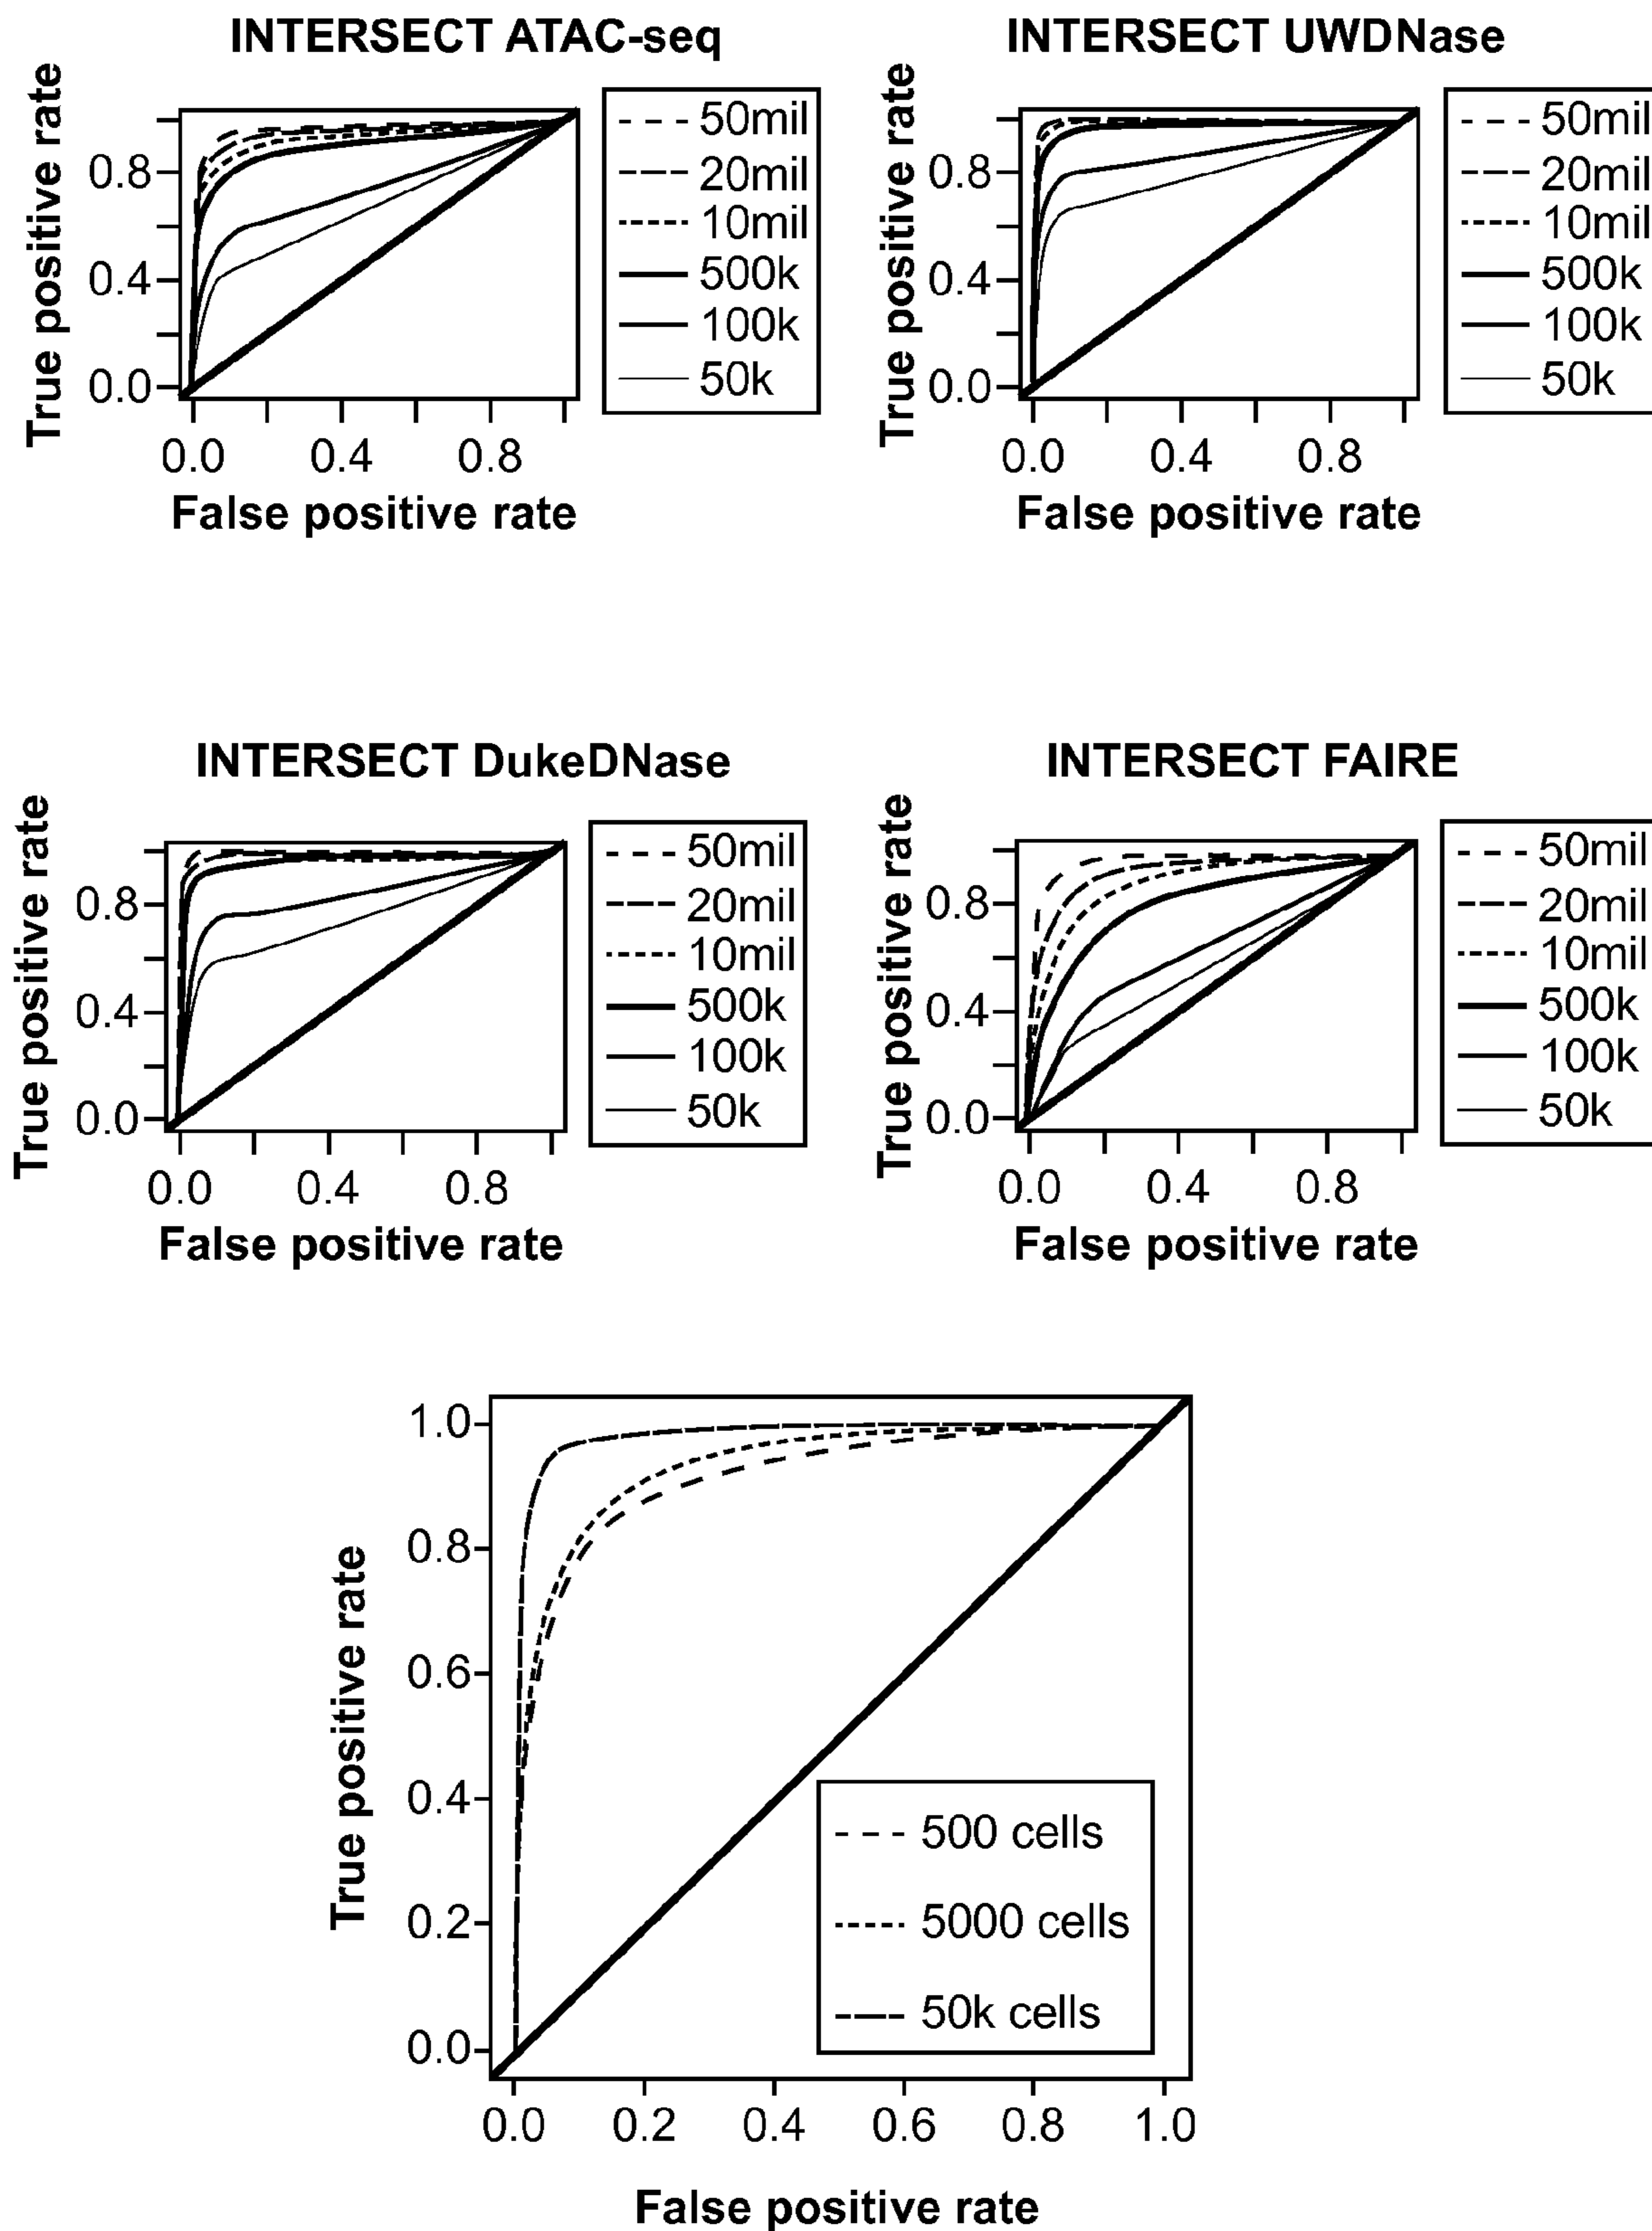 INTERSECT ATAC-seq
True positive rate
0.8
0.4
0.0
0.0 0.4 0.8
False positive rate
50mil
20mil
10mil
500k
100k
50k
INTERSECT UWDNase
True positive rate
0.8
0.4
0.0
0.0 0.4 0.8
False positive rate
50mil
20mil
10mil
500k
100k
50k
INTERSECT DukeDNase
True positive rate
0.8
0.4
0.0
0.0 0.4 0.8
False positive rate
50mil
20mil
10mil
500k
100k
50k
INTERSECT FAIRE
True positive rate
0.8
0.4
0.0
0.0 0.4 0.8
False positive rate
50mil
20mil
10mil
500k
100k
50k
True positive rate
1.0
0.8
0.6
0.4
0.2
0.0
500 cells
5000 cells
50k cells
0.0 0.2 0.4 0.6 0.8 1.0
False positive rate